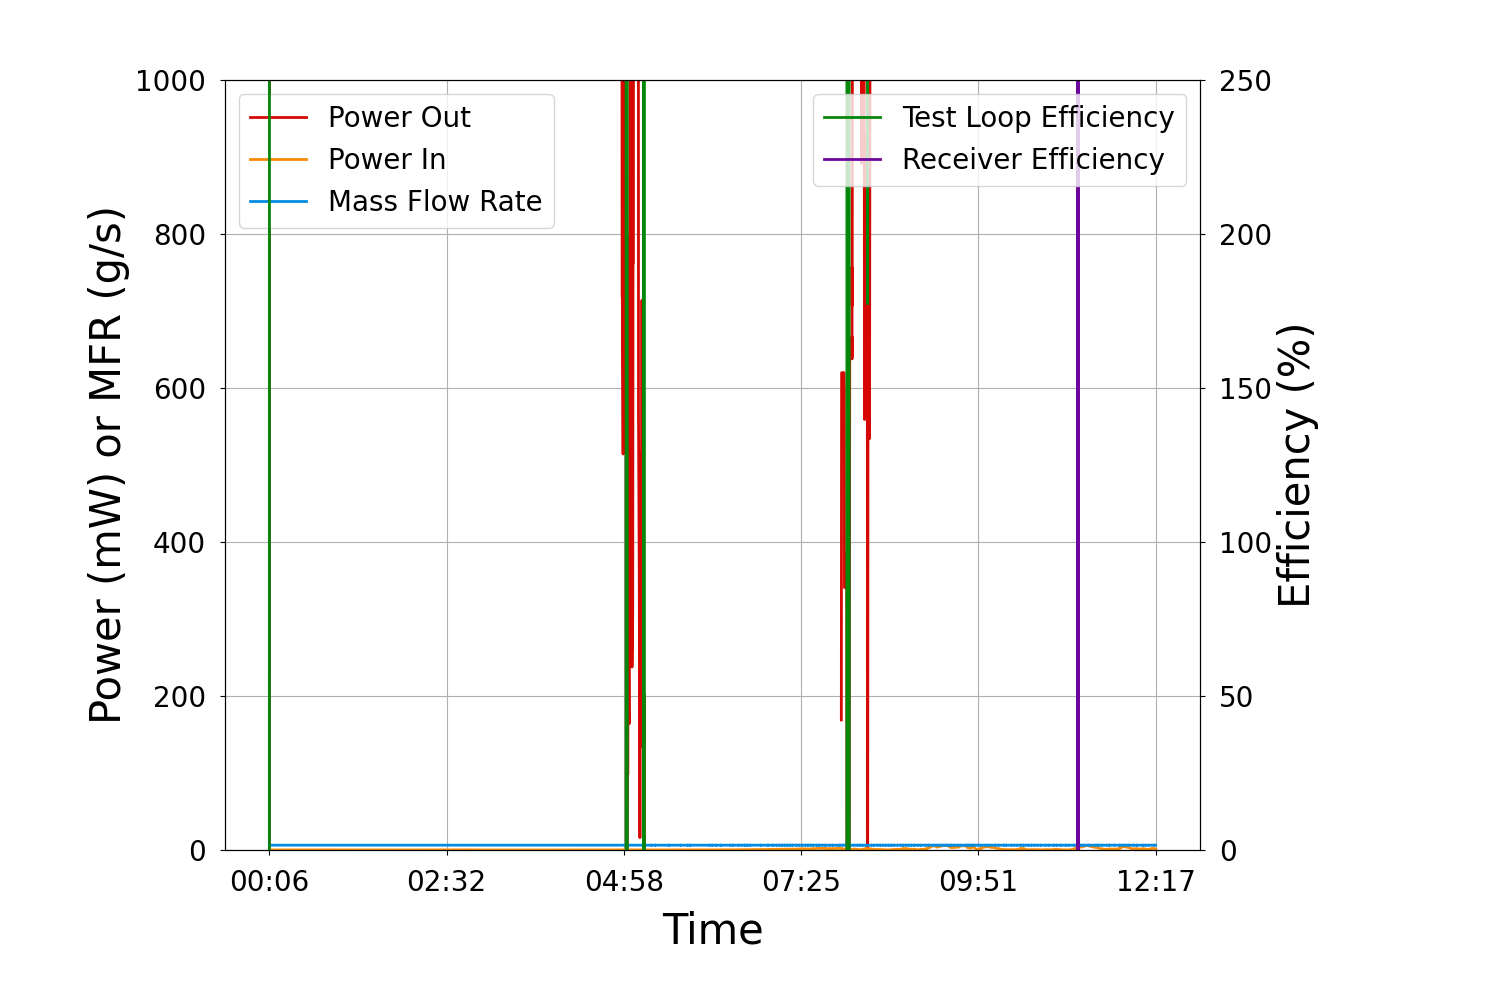 1000
800
600
400
200
0
Power (mW) or MFR (g/s)
Power Out
Power In
Mass Flow Rate
Test Loop Efficiency
Receiver Efficiency
250
200
150
100
50
0
Efficiency (%)
00:06 02:32 04:58 07:25 09:51 12:17
Time